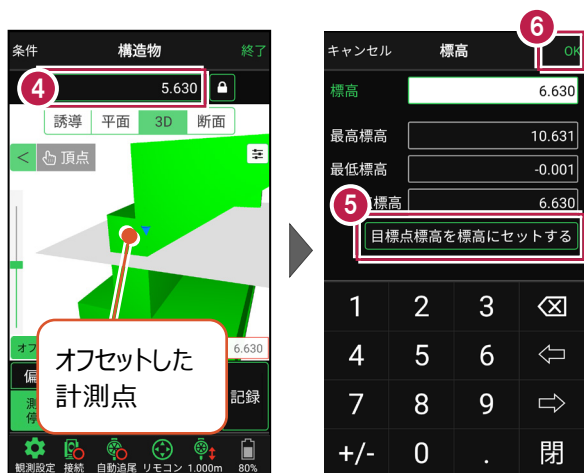 条件 構造物 終了
4
5.630
誘導 平面 3D 断面
< 頂点
オフセットした
計測点
オフ
6.630
偏
測
停
記録
観測設定 接続 自動追尾 リモコン 1.000m 80%
6
キャンセル 標高 OK
標高 6.630
最高標高 10.631
最低標高 -0.001
5
標高 6.630
目標点標高を標高にセットする
1 2 3
4 5 6
7 8 9
+/- 0 . 閉